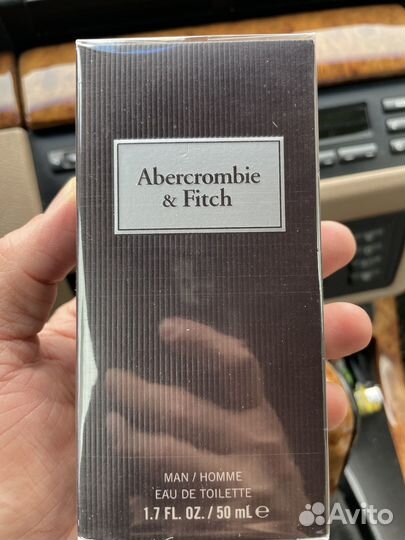 Abercrombie
& Fitch
MAN / HOMME
EAU DE TOILETTE
1.7 FL. OZ. / 50 mL ℮
Avito